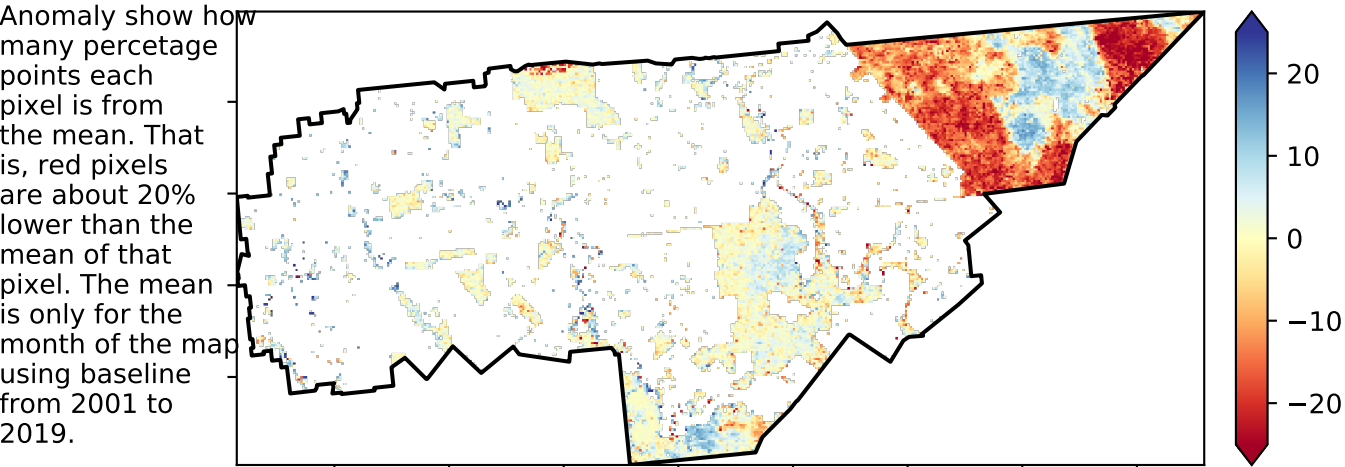 Anomaly show how
many percetage
points each
pixel is from
the mean. That
is, red pixels
are about 20%
lower than the
mean of that
pixel. The mean
is only for the
month of the map
using baseline
from 2001 to
2019.
20
10
0
−10
−20